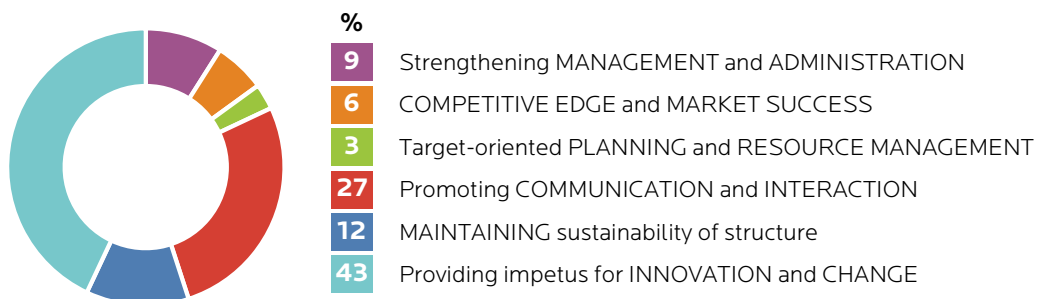 %
9 Strengthening MANAGEMENT and ADMINISTRATION
6 COMPETITIVE EDGE and MARKET SUCCESS
3 Target-oriented PLANNING and RESOURCE MANAGEMENT
27 Promoting COMMUNICATION and INTERACTION
12 MAINTAINING sustainability of structure
43 Providing impetus for INNOVATION and CHANGE